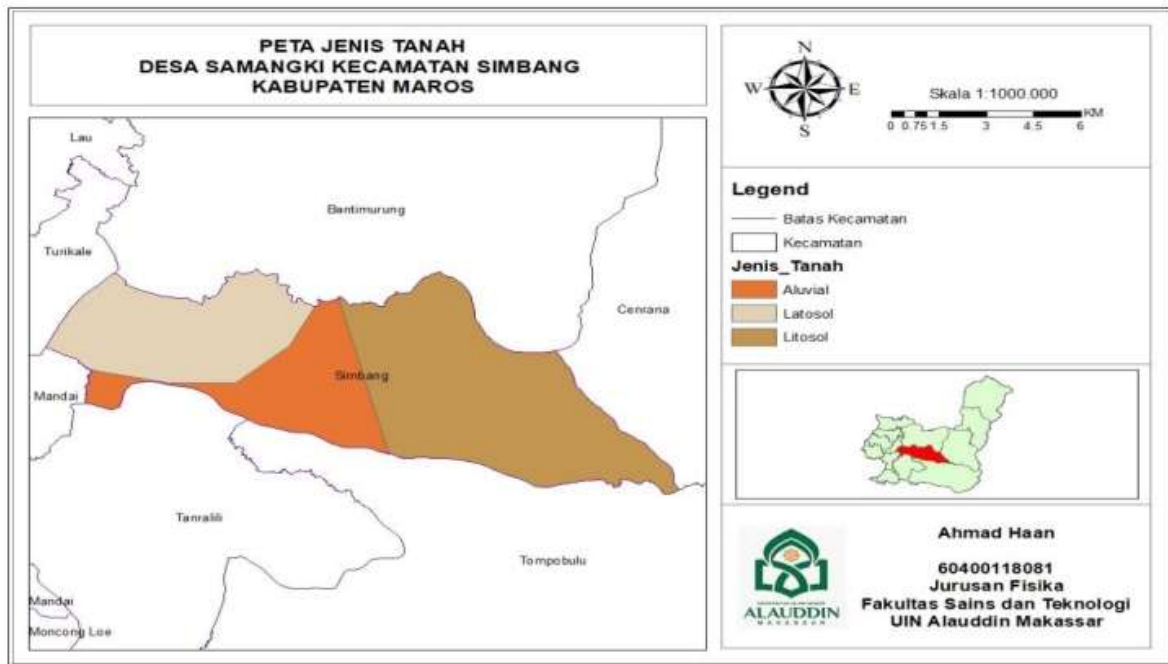 PETA JENIS TANAH
DESA SAMANGKI KECAMATAN SIMBANG
KABUPATEN MAROS
N
W
E
S
Skala 1:1000.000
KM
0 0.75 1.5 3 4.5 6
Legend
Batas Kecamatan
Kecamatan
Jenis_Tanah
Aluvial
Latosol
Litosol
Lau
Bantimurung
Turikale
Cenrana
Simbang
Mandai
Tanralili
Tompobulu
Mandai
Moncong Loe
Ahmad Haan
60400118081
Jurusan Fisika
Fakultas Sains dan Teknologi
UIN Alauddin Makassar
ALAUDDIN
MAKASSAR